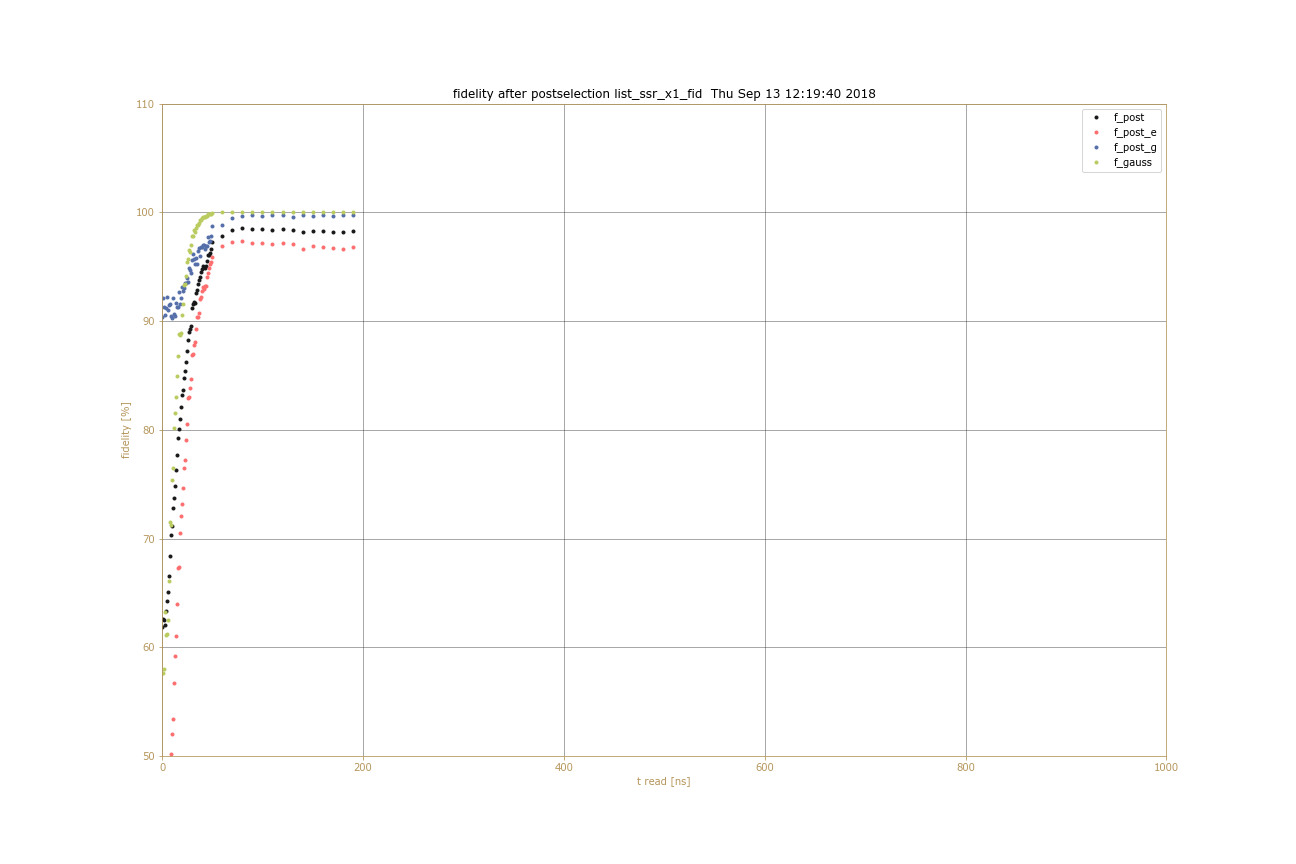 fidelity after postselection list_ssr_x1_fid  Thu Sep 13 12:19:40 2018
110
100
90
80
70
60
50
fidelity [%]
f_post
f_post_e
f_post_g
f_gauss
0
200
400
600
800
1000
t read [ns]